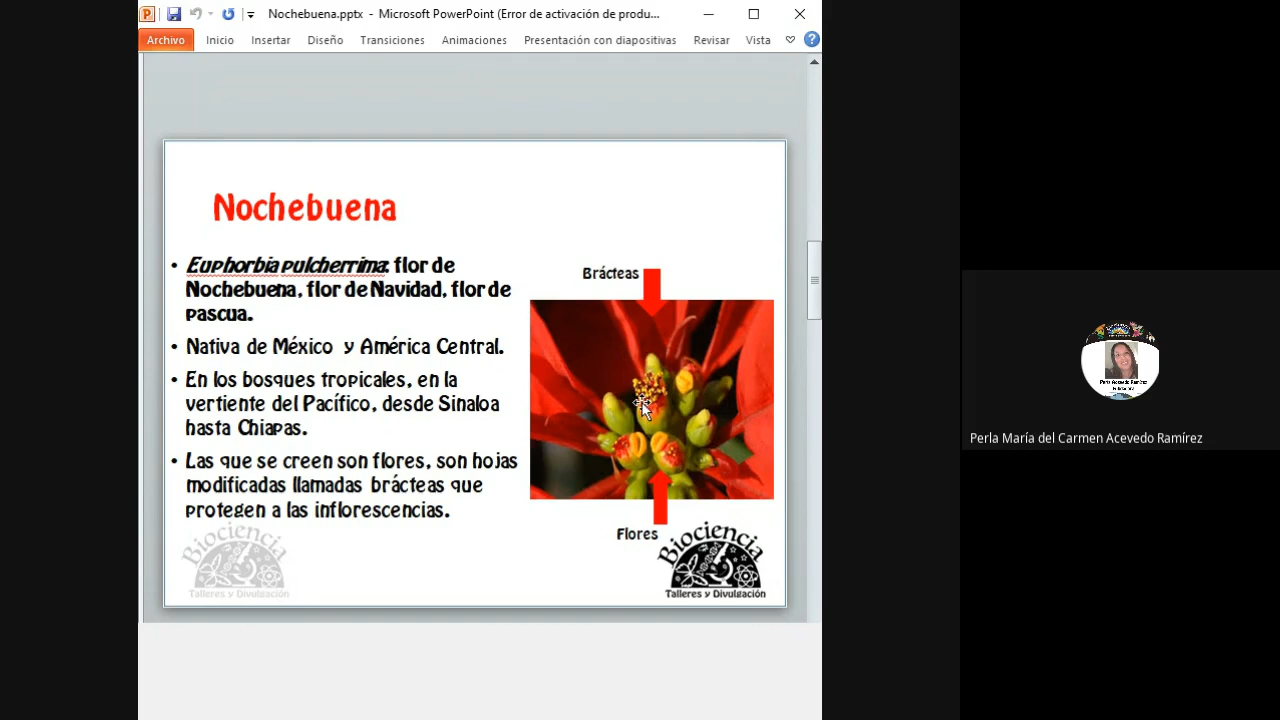 Nochebuena.pptx - Microsoft PowerPoint (Error de activación de produ...
Archivo Inicio Insertar Diseño Transiciones Animaciones Presentación con diapositivas Revisar Vista
Nochebuena
• Euphorbia pulcherrima: flor de
Nochebuena, flor de Navidad, flor de
pascua.
• Nativa de México y América Central.
• En los bosques tropicales, en la
vertiente del Pacífico, desde Sinaloa
hasta Chiapas.
• Las que se creen son flores, son hojas
modificadas llamadas brácteas que
protegen a las inflorescencias.
Brácteas
Flores
Biociencia
Talleres y Divulgación
Biociencia
Talleres y Divulgación
Perla María del Carmen Acevedo Ramírez